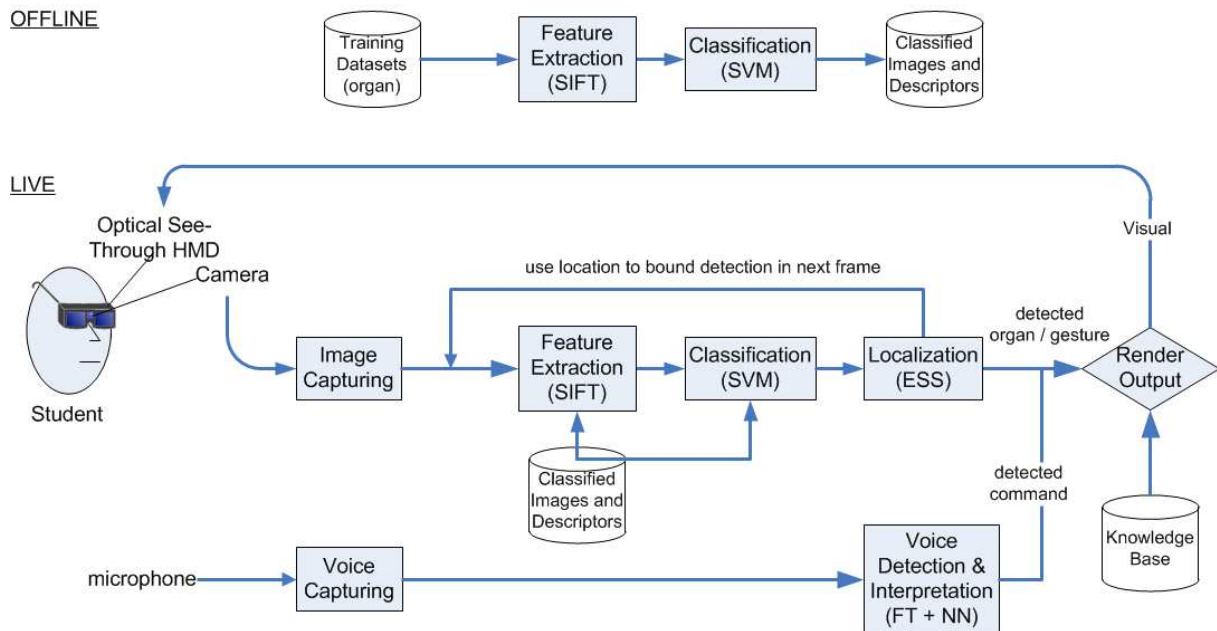 OFFLINE
Training
Datasets
(organ)
Feature
Extraction
(SIFT)
Classification
(SVM)
Classified
Images and
Descriptors
LIVE
Optical See-
Through HMD
Camera
Student
use location to bound detection in next frame
Visual
Image
Capturing
Feature
Extraction
(SIFT)
Classification
(SVM)
Localization
(ESS)
detected
organ / gesture
Render
Output
Classified
Images and
Descriptors
detected
command
Knowledge
Base
microphone
Voice
Capturing
Voice
Detection &
Interpretation
(FT + NN)